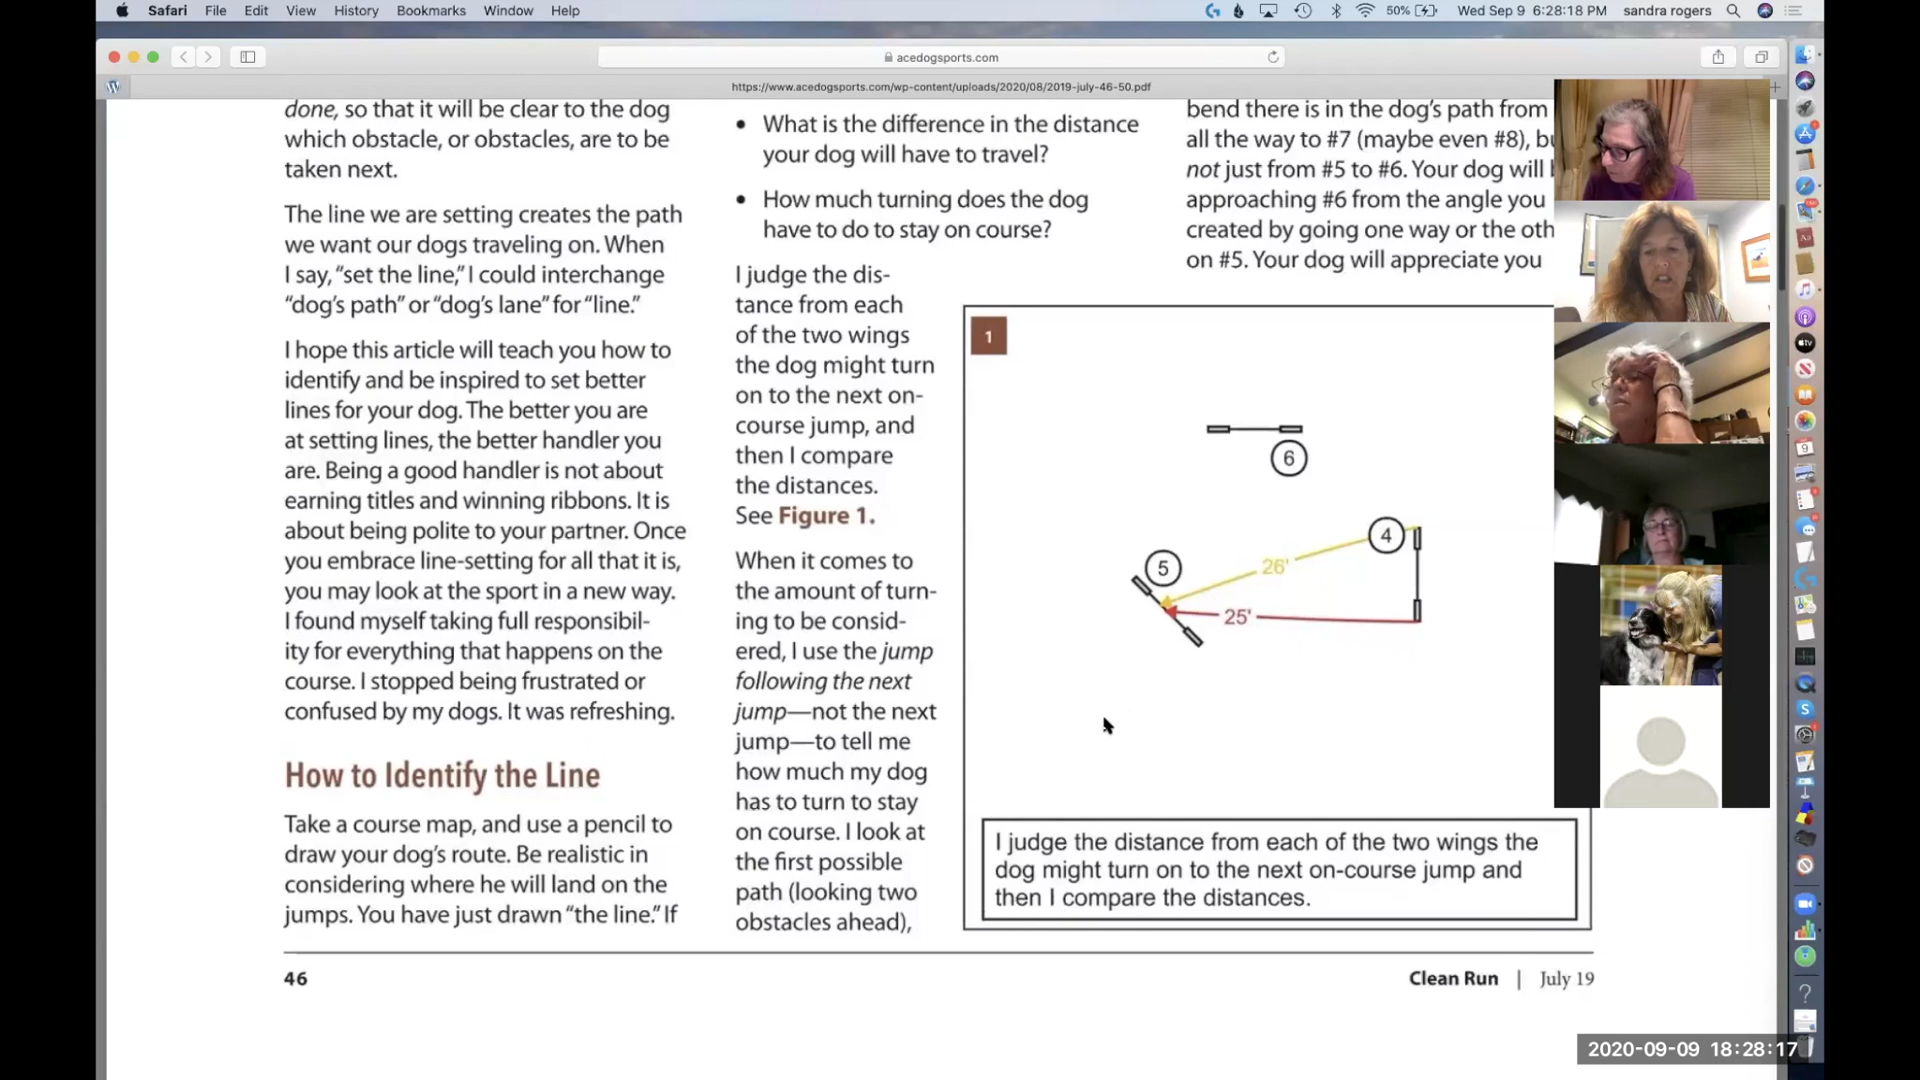 Safari File Edit View History Bookmarks Window Help
50% Wed Sep 9 6:28:18 PM sandra rogers
acedogsports.com
https://www.acedogsports.com/wp-content/uploads/2020/08/2019-july-46-50.pdf
done, so that it will be clear to the dog
which obstacle, or obstacles, are to be
taken next.
The line we are setting creates the path
we want our dogs traveling on. When
I say, “set the line,” I could interchange
“dog’s path” or “dog’s lane” for “line.”
I hope this article will teach you how to
identify and be inspired to set better
lines for your dog. The better you are
at setting lines, the better handler you
are. Being a good handler is not about
earning titles and winning ribbons. It is
about being polite to your partner. Once
you embrace line-setting for all that it is,
you may look at the sport in a new way.
I found myself taking full responsibil-
ity for everything that happens on the
course. I stopped being frustrated or
confused by my dogs. It was refreshing.
How to Identify the Line
Take a course map, and use a pencil to
draw your dog’s route. Be realistic in
considering where he will land on the
jumps. You have just drawn “the line.” If
• What is the difference in the distance
your dog will have to travel?
• How much turning does the dog
have to do to stay on course?
I judge the dis-
tance from each
of the two wings
the dog might turn
on to the next on-
course jump, and
then I compare
the distances.
See Figure 1.
When it comes to
the amount of turn-
ing to be consid-
ered, I use the jump
following the next
jump—not the next
jump—to tell me
how much my dog
has to turn to stay
on course. I look at
the first possible
path (looking two
obstacles ahead),
bend there is in the dog’s path from
all the way to #7 (maybe even #8), bu
not just from #5 to #6. Your dog will
approaching #6 from the angle you
created by going one way or the oth
on #5. Your dog will appreciate you
1
6
4
5
26'
25'
I judge the distance from each of the two wings the
dog might turn on to the next on-course jump and
then I compare the distances.
46
Clean Run | July 19
2020-09-09 18:28:17